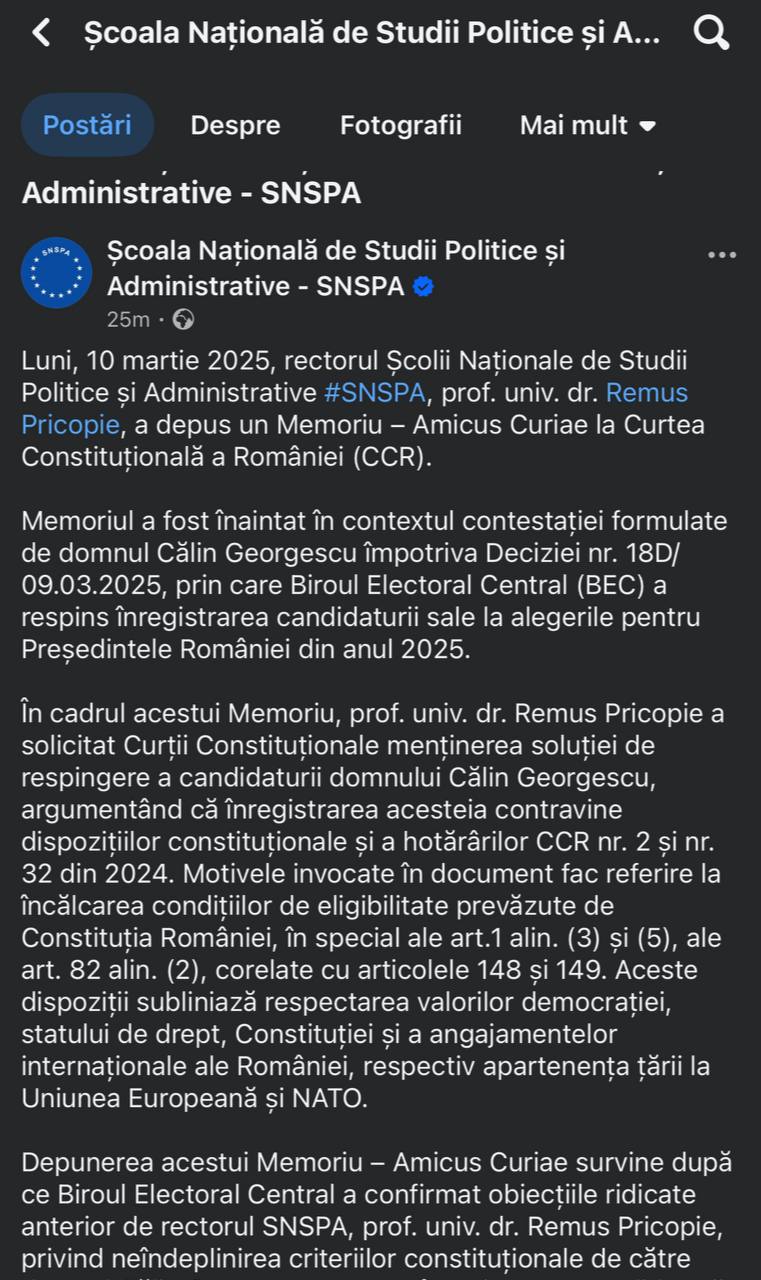 Școala Națională de Studii Politice și A...
Postări
Despre
Fotografii
Mai mult
Administrative - SNSPA
SNSPA
Școala Națională de Studii Politice și
Administrative - SNSPA
25m ·
Luni, 10 martie 2025, rectorul Școlii Naționale de Studii
Politice și Administrative #SNSPA, prof. univ. dr. Remus
Pricopie, a depus un Memoriu – Amicus Curiae la Curtea
Constituțională a României (CCR).
Memoriul a fost înaintat în contextul contestației formulate
de domnul Călin Georgescu împotriva Deciziei nr. 18D/
09.03.2025, prin care Biroul Electoral Central (BEC) a
respins înregistrarea candidaturii sale la alegerile pentru
Președintele României din anul 2025.
În cadrul acestui Memoriu, prof. univ. dr. Remus Pricopie a
solicitat Curții Constituționale menținerea soluției de
respingere a candidaturii domnului Călin Georgescu,
argumentând că înregistrarea acesteia contravine
dispozițiilor constituționale și a hotărârilor CCR nr. 2 și nr.
32 din 2024. Motivele invocate în document fac referire la
încălcarea condițiilor de eligibilitate prevăzute de
Constituția României, în special ale art.1 alin. (3) și (5), ale
art. 82 alin. (2), corelate cu articolele 148 și 149. Aceste
dispoziții subliniază respectarea valorilor democrației,
statului de drept, Constituției și a angajamentelor
internaționale ale României, respectiv apartenența țării la
Uniunea Europeană și NATO.
Depunerea acestui Memoriu – Amicus Curiae survine după
ce Biroul Electoral Central a confirmat obiecțiile ridicate
anterior de rectorul SNSPA, prof. univ. dr. Remus Pricopie,
privind neîndeplinirea criteriilor constituționale de către